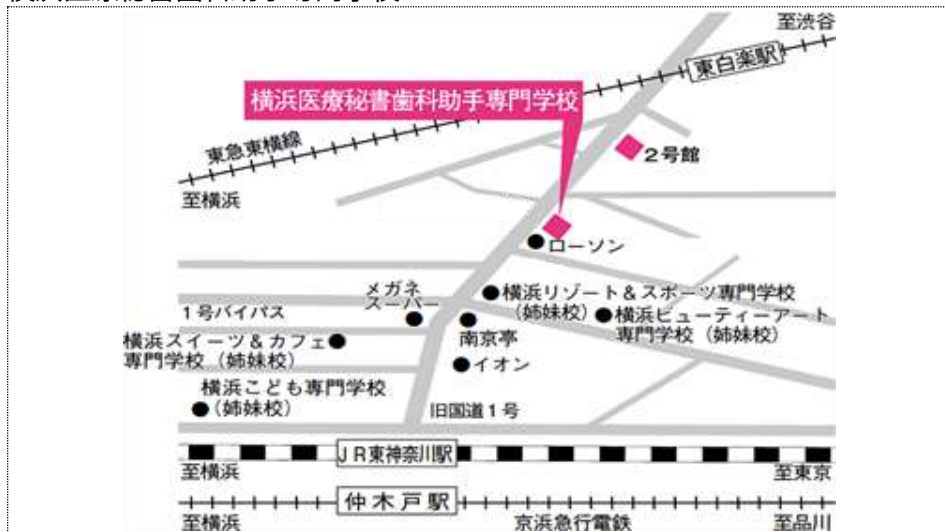 至渋谷
東白楽駅
横浜医療秘書歯科助手専門学校
東急東横線
2号館
至横浜
ローソン
メガネ
スーパー
横浜リゾート&スポーツ専門学校
(姉妹校)
1号バイパス
横浜ビューティーアート
専門学校(姉妹校)
南京亭
横浜スイーツ&カフェ
専門学校(姉妹校)
イオン
横浜こども専門学校
(姉妹校)
旧国道1号
JR東神奈川駅
至横浜
至東京
仲木戸駅
至横浜
京浜急行電鉄
至品川